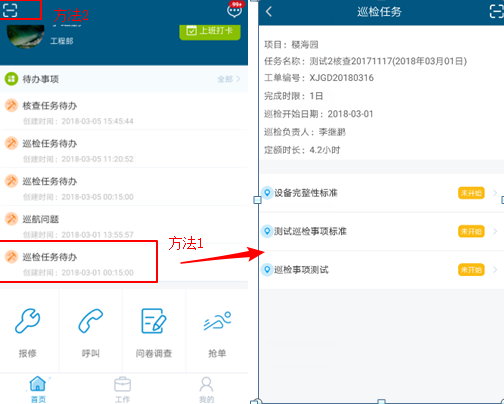 99+
方法2
工程部
上班打卡
待办事项
全部
核查任务待办
创建时间：2018-03-05 15:45:44
巡检任务待办
创建时间：2018-03-05 11:20:52
巡检任务待办
创建时间：2018-03-05 00:15:00
巡航问题
创建时间：2018-03-01 13:55:57
巡检任务待办
创建时间：2018-03-01 00:15:00
报修
呼叫
问卷调查
抢单
首页
工作
我的
方法1
巡检任务
项目：樾海园
任务名称：测试2核查20171117(2018年03月01日)
工单编号：XJGD20180316
完成时限：1日
巡检开始日期：2018-03-01
巡检负责人：李继鹏
定额时长：4.2小时
设备完整性标准
未开始
测试巡检事项标准
未开始
巡检事项测试
未开始